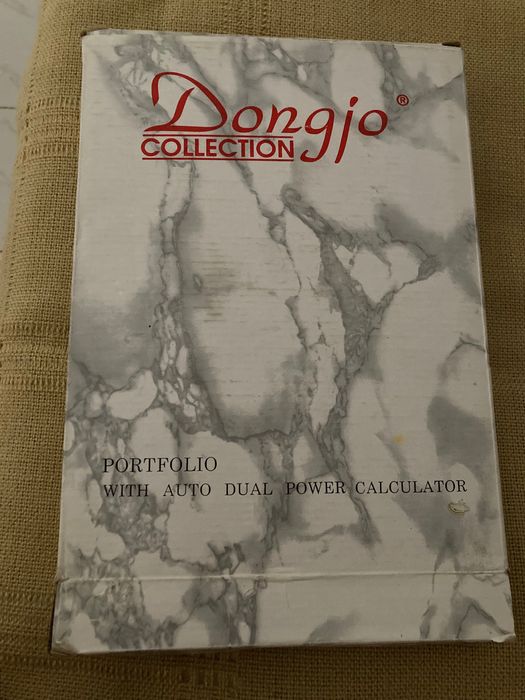 Dongjo ®
COLLECTION
PORTFOLIO
WITH AUTO DUAL POWER CALCULATOR